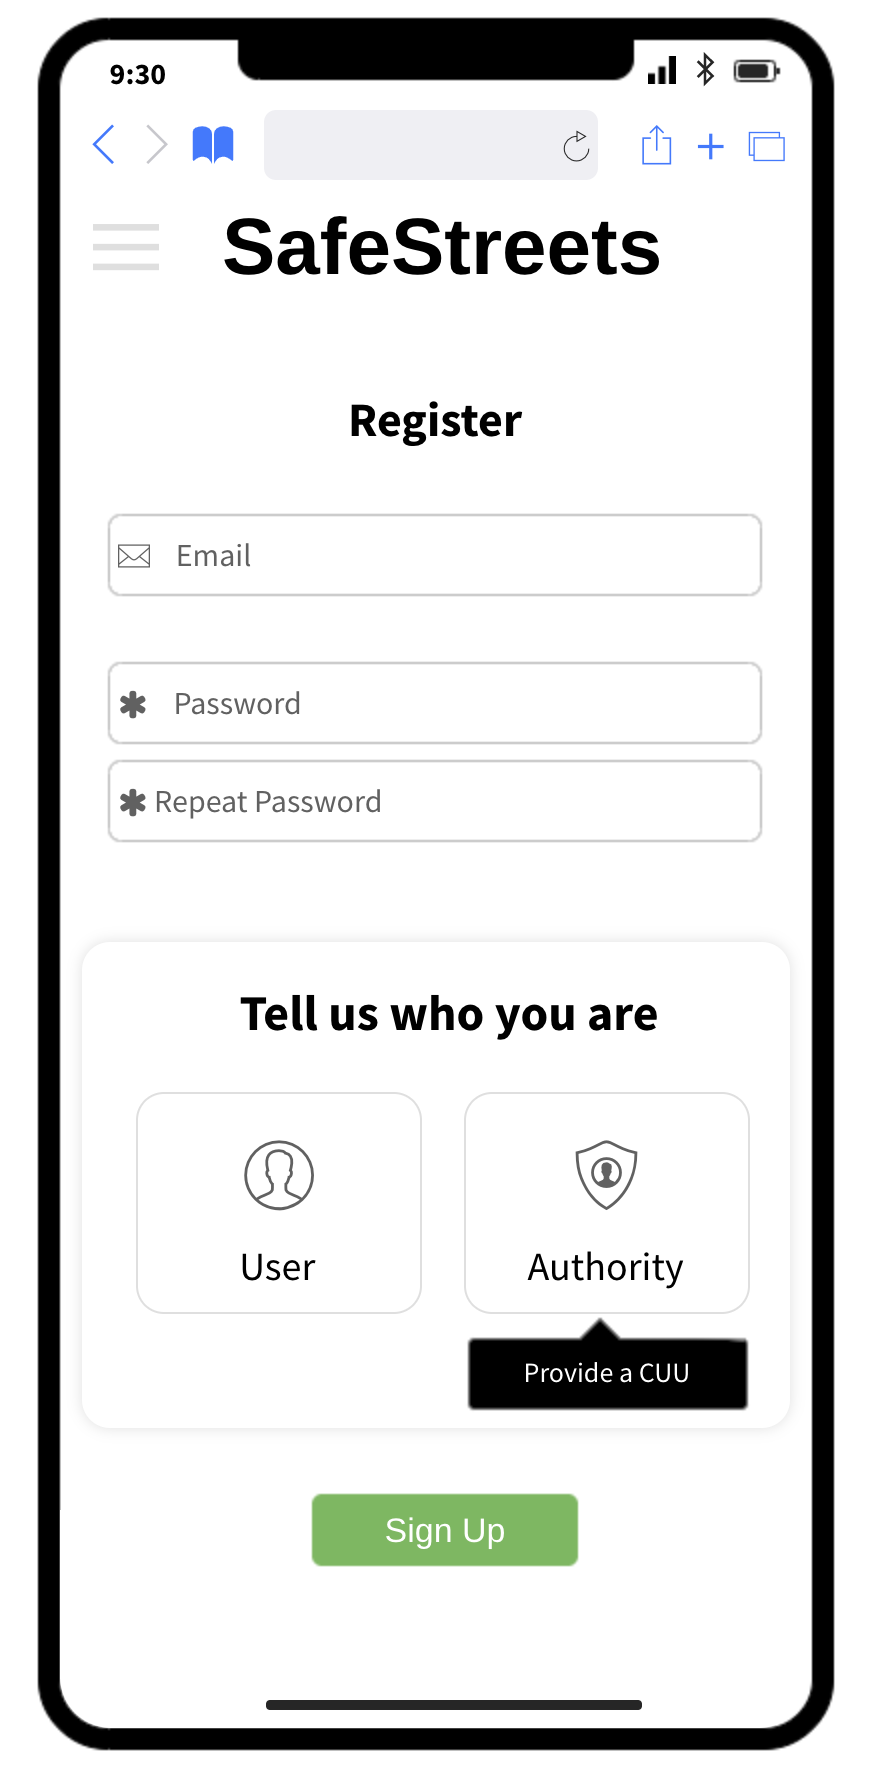 9:30
SafeStreets
Register
Email
Password
Repeat Password
Tell us who you are
User
Authority
Provide a CUU
Sign Up